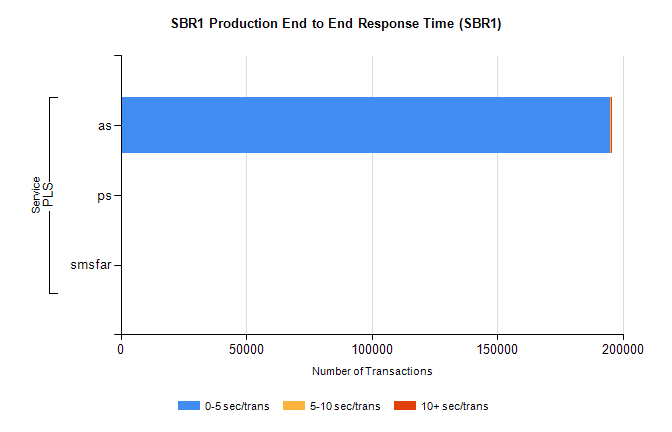 SBR1 Production End to End Response Time (SBR1)
as
ps
smsfar
Service
PLS
0 50000 100000 150000 200000
Number of Transactions
0-5 sec/trans 5-10 sec/trans 10+ sec/trans